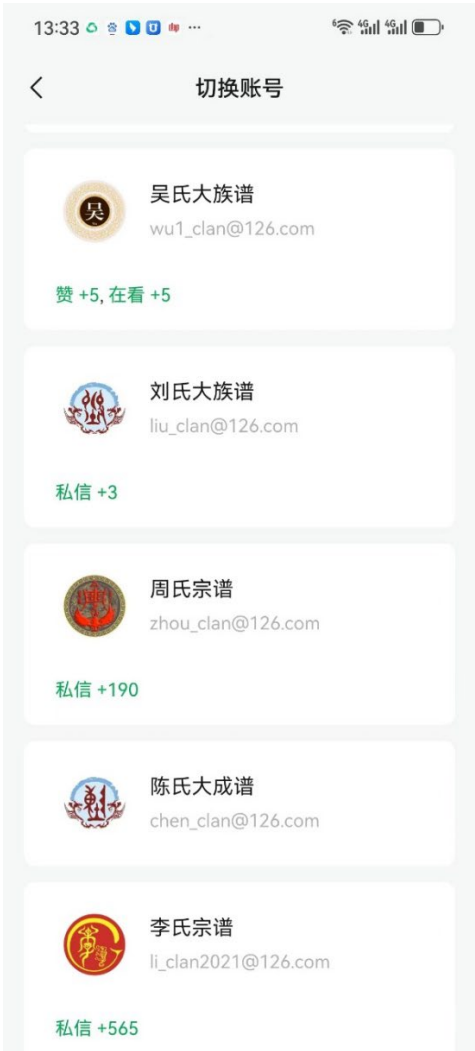 13:33
切换账号
吴
吴氏大族谱
wu1_clan@126.com
赞 +5, 在看 +5
刘氏大族谱
liu_clan@126.com
私信 +3
周氏宗谱
zhou_clan@126.com
私信 +190
陈氏大成谱
chen_clan@126.com
李氏宗谱
li_clan2021@126.com
私信 +565